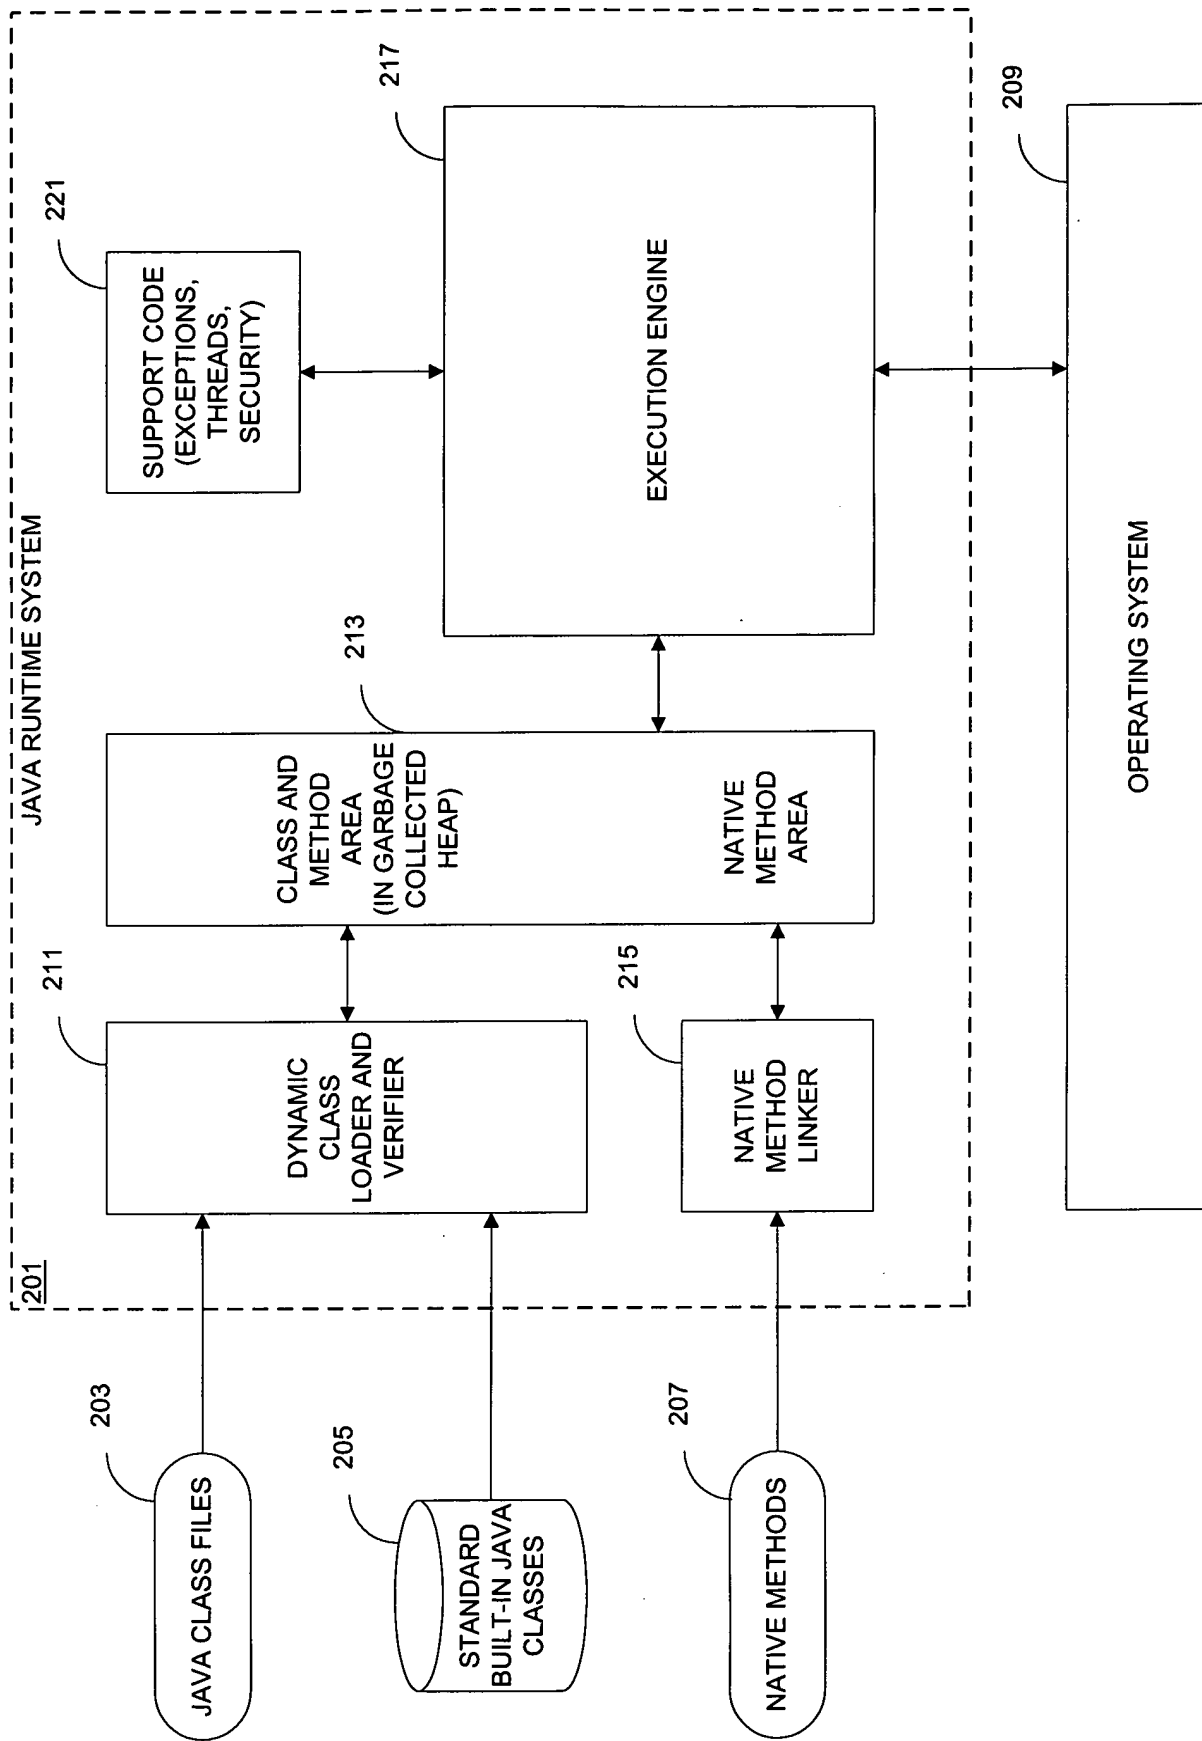 JAVA RUNTIME SYSTEM
201
203
JAVA CLASS FILES
205
STANDARD
BUILT-IN JAVA
CLASSES
207
NATIVE METHODS
211
DYNAMIC
CLASS
LOADER AND
VERIFIER
215
NATIVE
METHOD
LINKER
213
CLASS AND
METHOD
AREA
(IN GARBAGE
COLLECTED
HEAP)
NATIVE
METHOD
AREA
221
SUPPORT CODE
(EXCEPTIONS,
THREADS,
SECURITY)
217
EXECUTION ENGINE
209
OPERATING SYSTEM